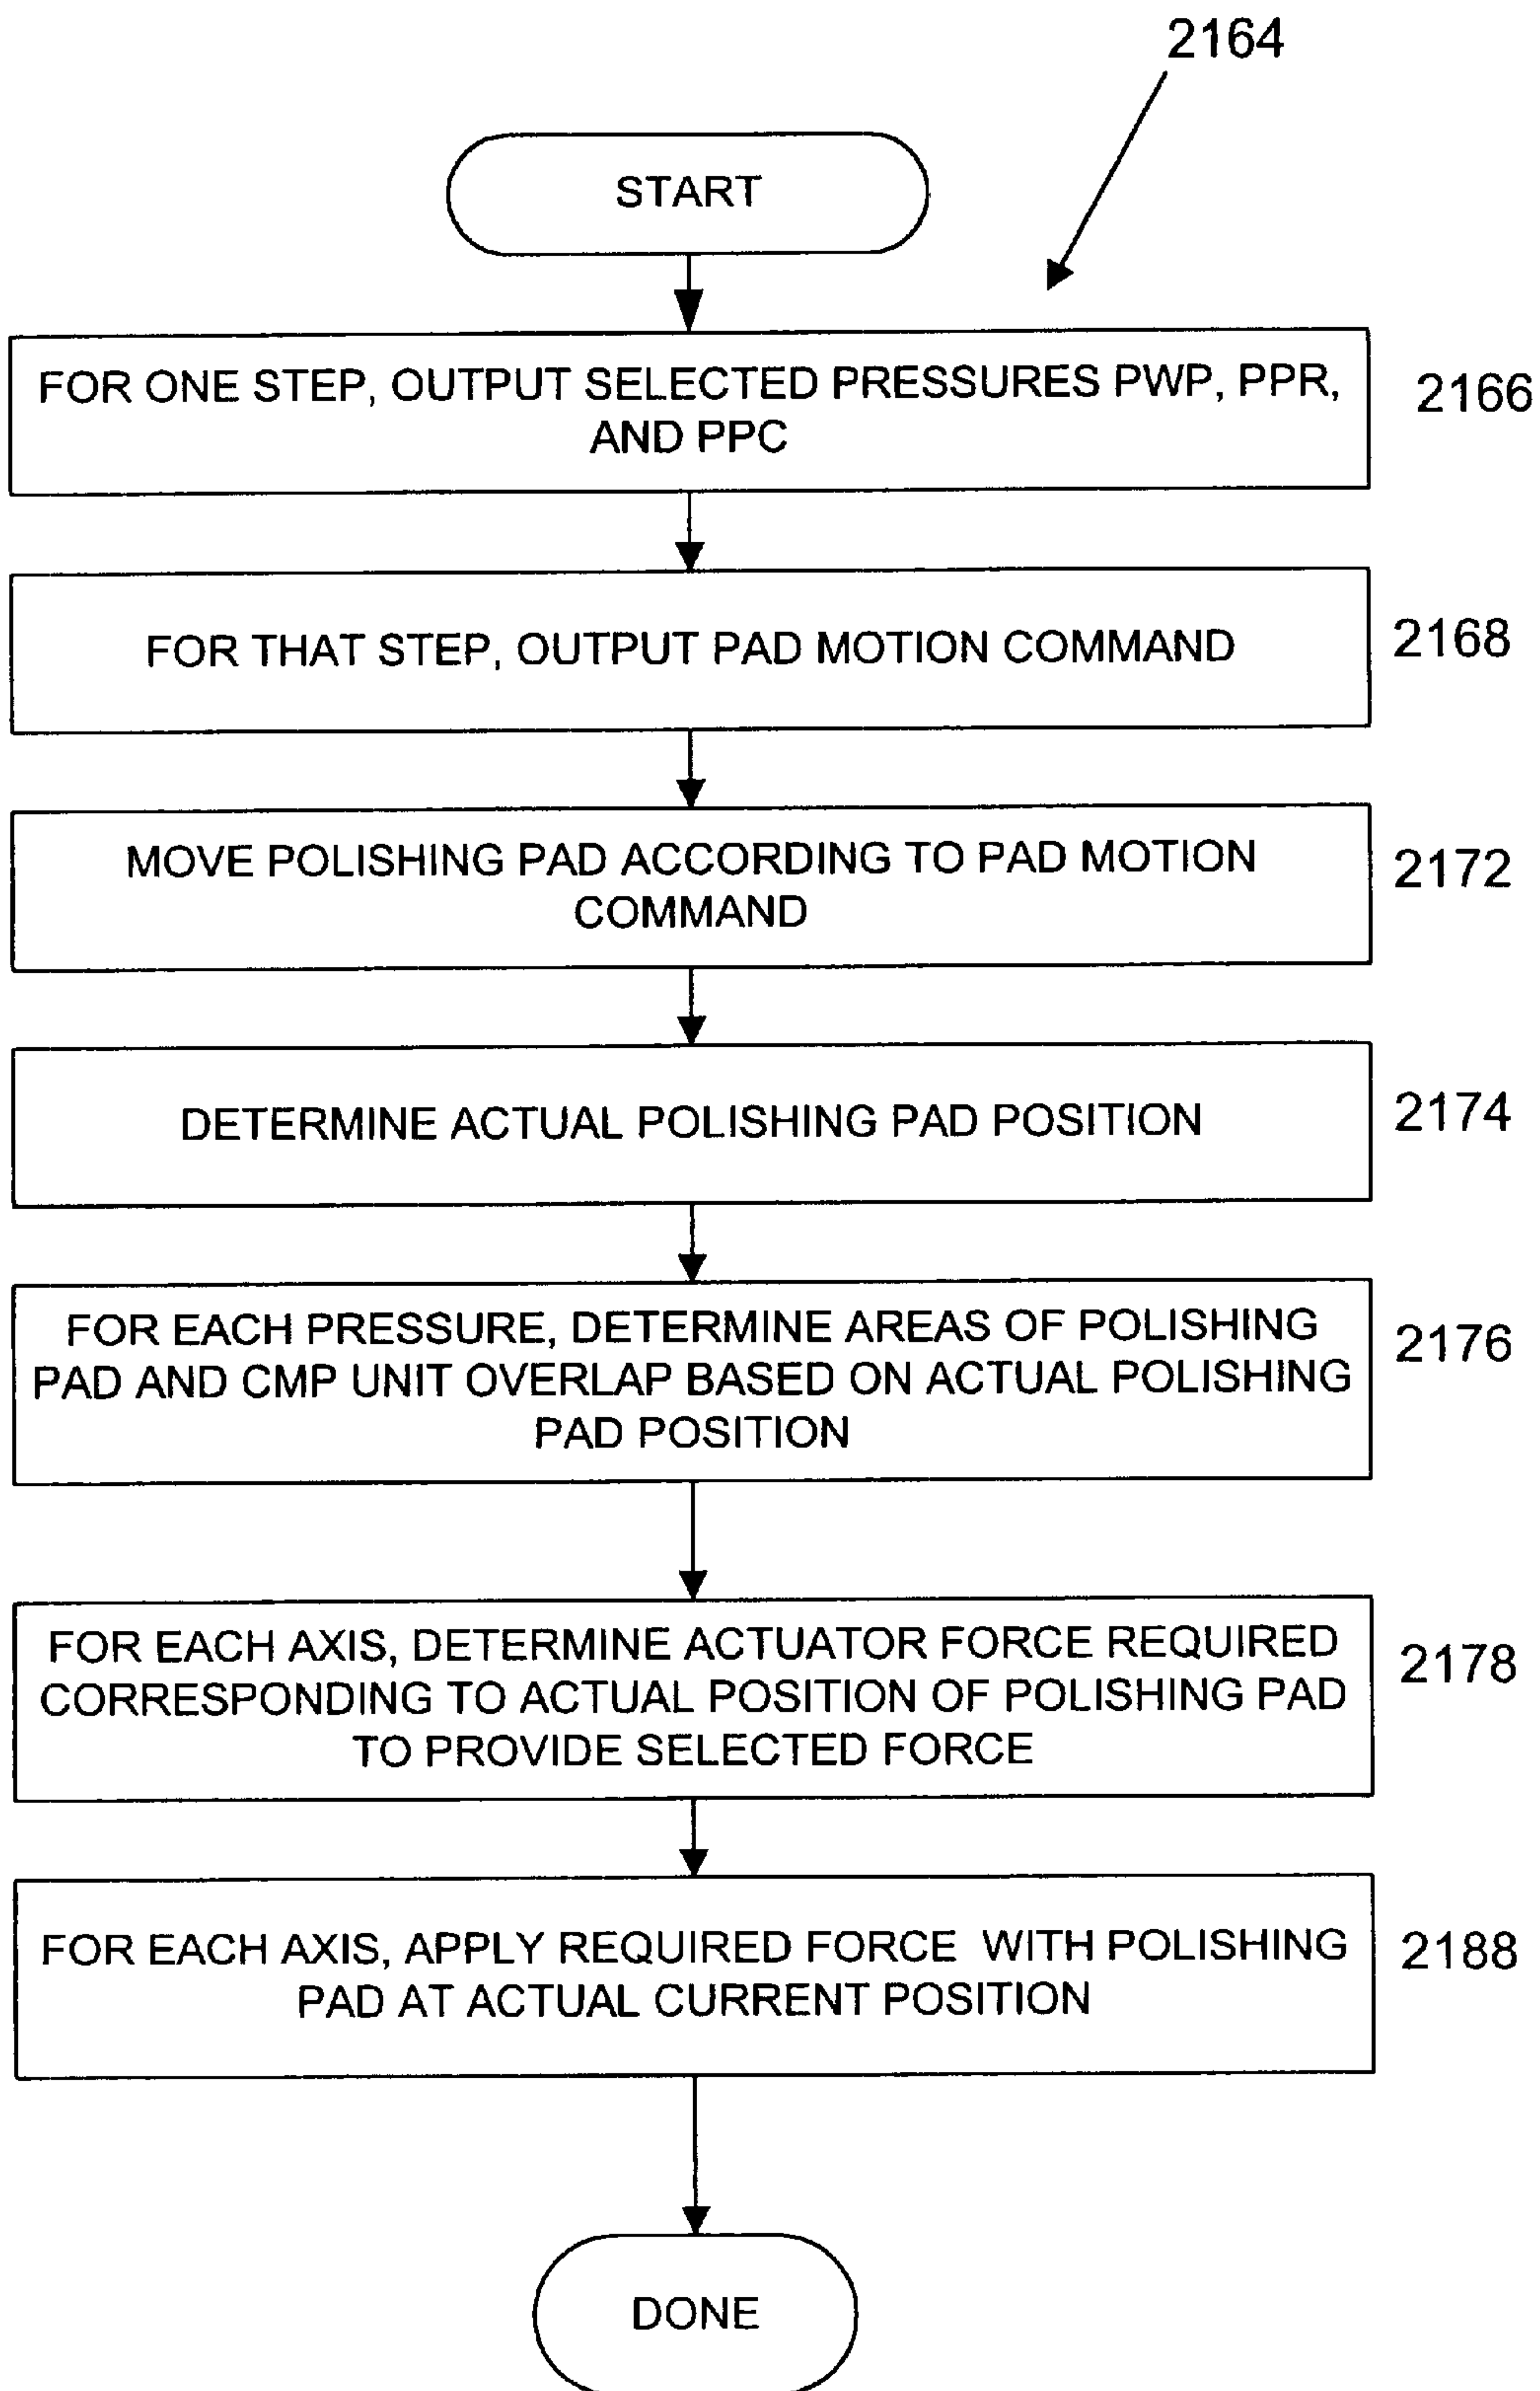 2164
START
FOR ONE STEP, OUTPUT SELECTED PRESSURES PWP, PPR,
AND PPC
2166
FOR THAT STEP, OUTPUT PAD MOTION COMMAND
2168
MOVE POLISHING PAD ACCORDING TO PAD MOTION
COMMAND
2172
DETERMINE ACTUAL POLISHING PAD POSITION
2174
FOR EACH PRESSURE, DETERMINE AREAS OF POLISHING
PAD AND CMP UNIT OVERLAP BASED ON ACTUAL POLISHING
PAD POSITION
2176
FOR EACH AXIS, DETERMINE ACTUATOR FORCE REQUIRED
CORRESPONDING TO ACTUAL POSITION OF POLISHING PAD
TO PROVIDE SELECTED FORCE
2178
FOR EACH AXIS, APPLY REQUIRED FORCE WITH POLISHING
PAD AT ACTUAL CURRENT POSITION
2188
DONE